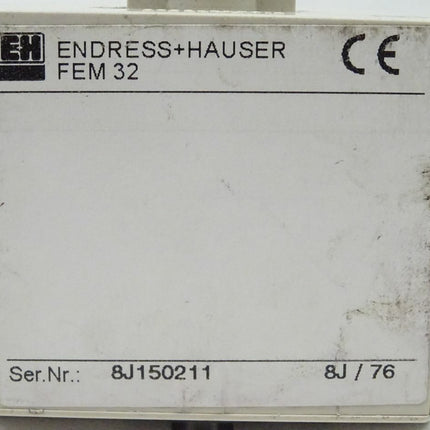 EH ENDRESS+HAUSER CE
FEM 32
Ser.Nr.: 8J150211 8J / 76